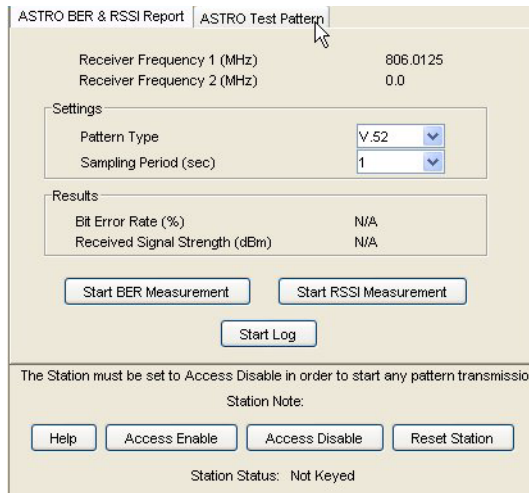 ASTRO BER & RSSI Report ASTRO Test Pattern
Receiver Frequency 1 (MHz) 806.0125
Receiver Frequency 2 (MHz) 0.0
Settings
Pattern Type V.52
Sampling Period (sec) 1
Results
Bit Error Rate (%) N/A
Received Signal Strength (dBm) N/A
Start BER Measurement Start RSSI Measurement
Start Log
The Station must be set to Access Disable in order to start any pattern transmissio
Station Note:
Help Access Enable Access Disable Reset Station
Station Status: Not Keyed